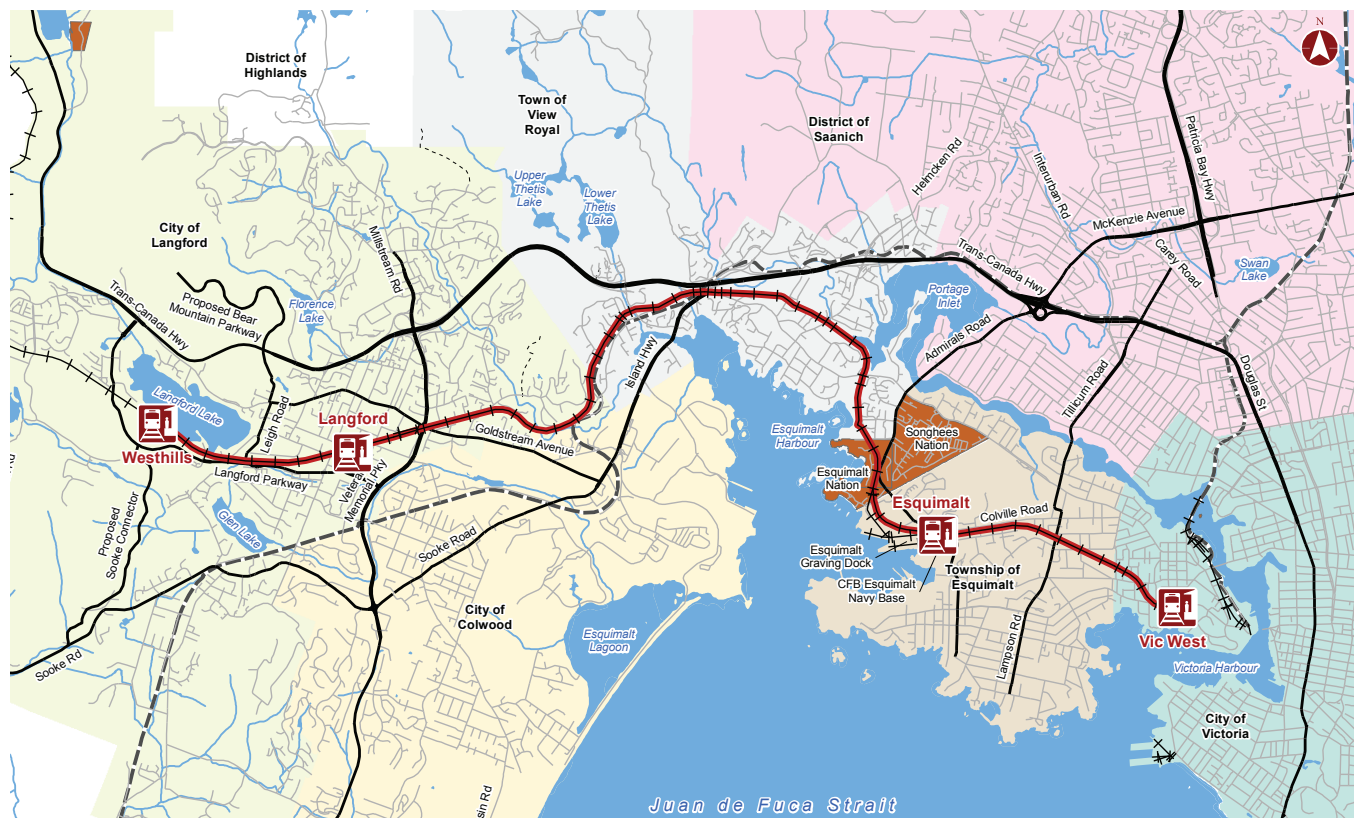 N
District of
Highlands
Town of
View
Royal
District of
Saanich
Patricia Bay Hwy
Helmcken Rd
Interurban Rd
Upper
Thetis
Lake
Lower
Thetis
Lake
McKenzie Avenue
City of
Langford
Millstream Rd
Carey Road
Trans-Canada Hwy
Swan
Lake
Portage
Inlet
Trans-Canada Hwy
Proposed Bear
Mountain Parkway
Florence
Lake
Admirals Road
Island Hwy
Tillicum Road
Douglas St
Langford Lake
Leigh Road
Langford
Westhills
Goldstream Avenue
Esquimalt
Harbour
Songhees
Nation
Langford Parkway
Veterans
Memorial Pky
Esquimalt
Nation
Esquimalt
Colville Road
Glen Lake
Proposed
Sooke Connector
Sooke Road
Esquimalt
Graving Dock
CFB Esquimalt
Navy Base
Township of
Esquimalt
City of
Colwood
Esquimalt
Lagoon
Lampson Rd
Vic West
Sooke Rd
Victoria Harbour
City of
Victoria
sin Rd
Juan de Fuca Strait